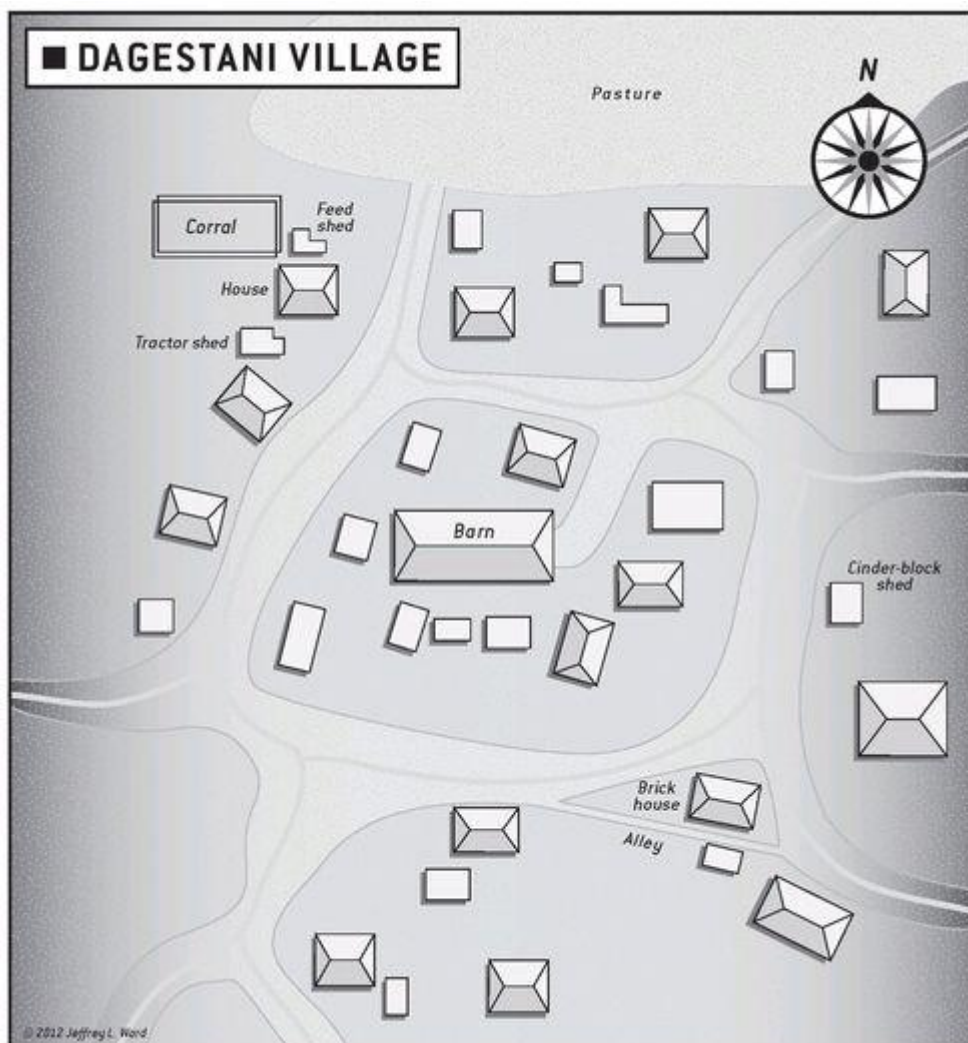 ■ DAGESTANI VILLAGE
Pasture
N
Corral
Feed
shed
House
Tractor shed
Barn
Cinder-block
shed
Brick
house
Alley
© 2012 Jeffrey L. Ward